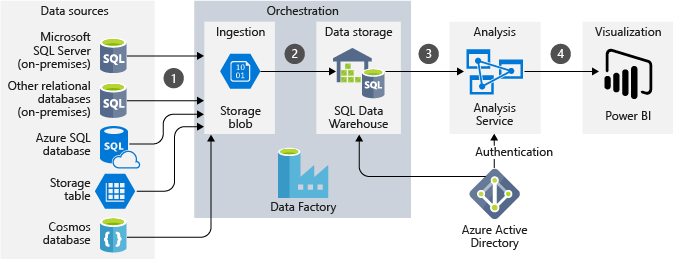 Data sources
Microsoft
SQL Server
(on-premises)
SQL
Other relational
databases
(on-premises)
SQL
Azure SQL
database
SQL
Storage
table
Cosmos
database
{ }
1
Orchestration
Ingestion
10
01
Storage
blob
2
Data storage
SQL
SQL Data
Warehouse
Data Factory
3
Analysis
Analysis
Service
Authentication
Azure Active
Directory
4
Visualization
Power BI